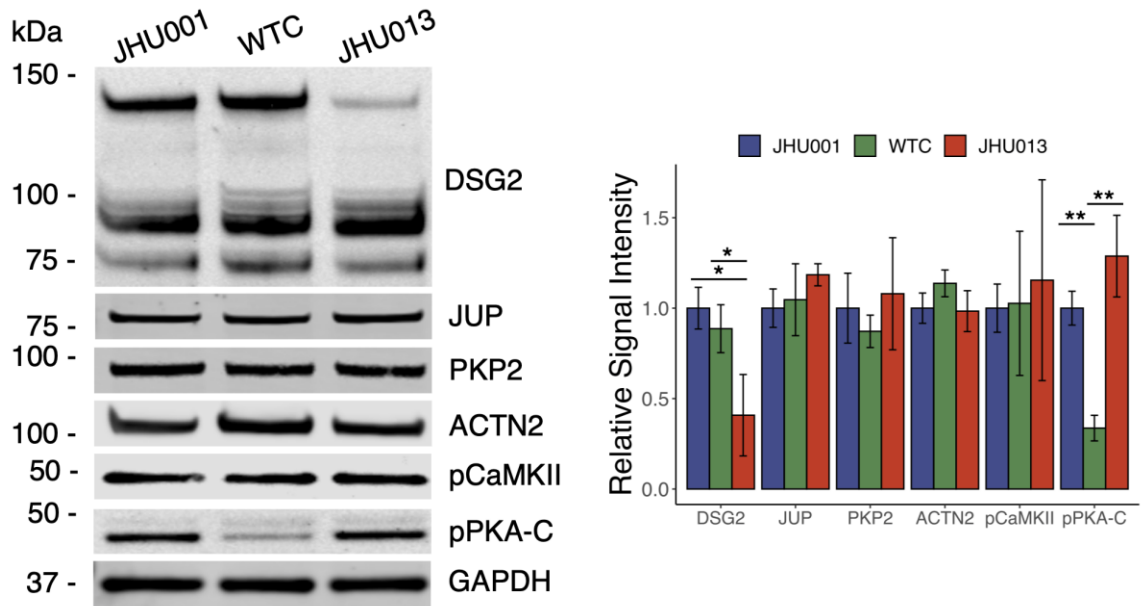 kDa
JHU001 WTC JHU013
150 -
DSG2
100 -
75 -
JUP
75 -
100 -
PKP2
ACTN2
100 -
50 -
pCaMKII
50 -
pPKA-C
37 -
GAPDH
JHU001 WTC JHU013
Relative Signal Intensity
1.5
1.0
0.5
0.0
* * ** **
DSG2 JUP PKP2 ACTN2 pCaMKII pPKA-C